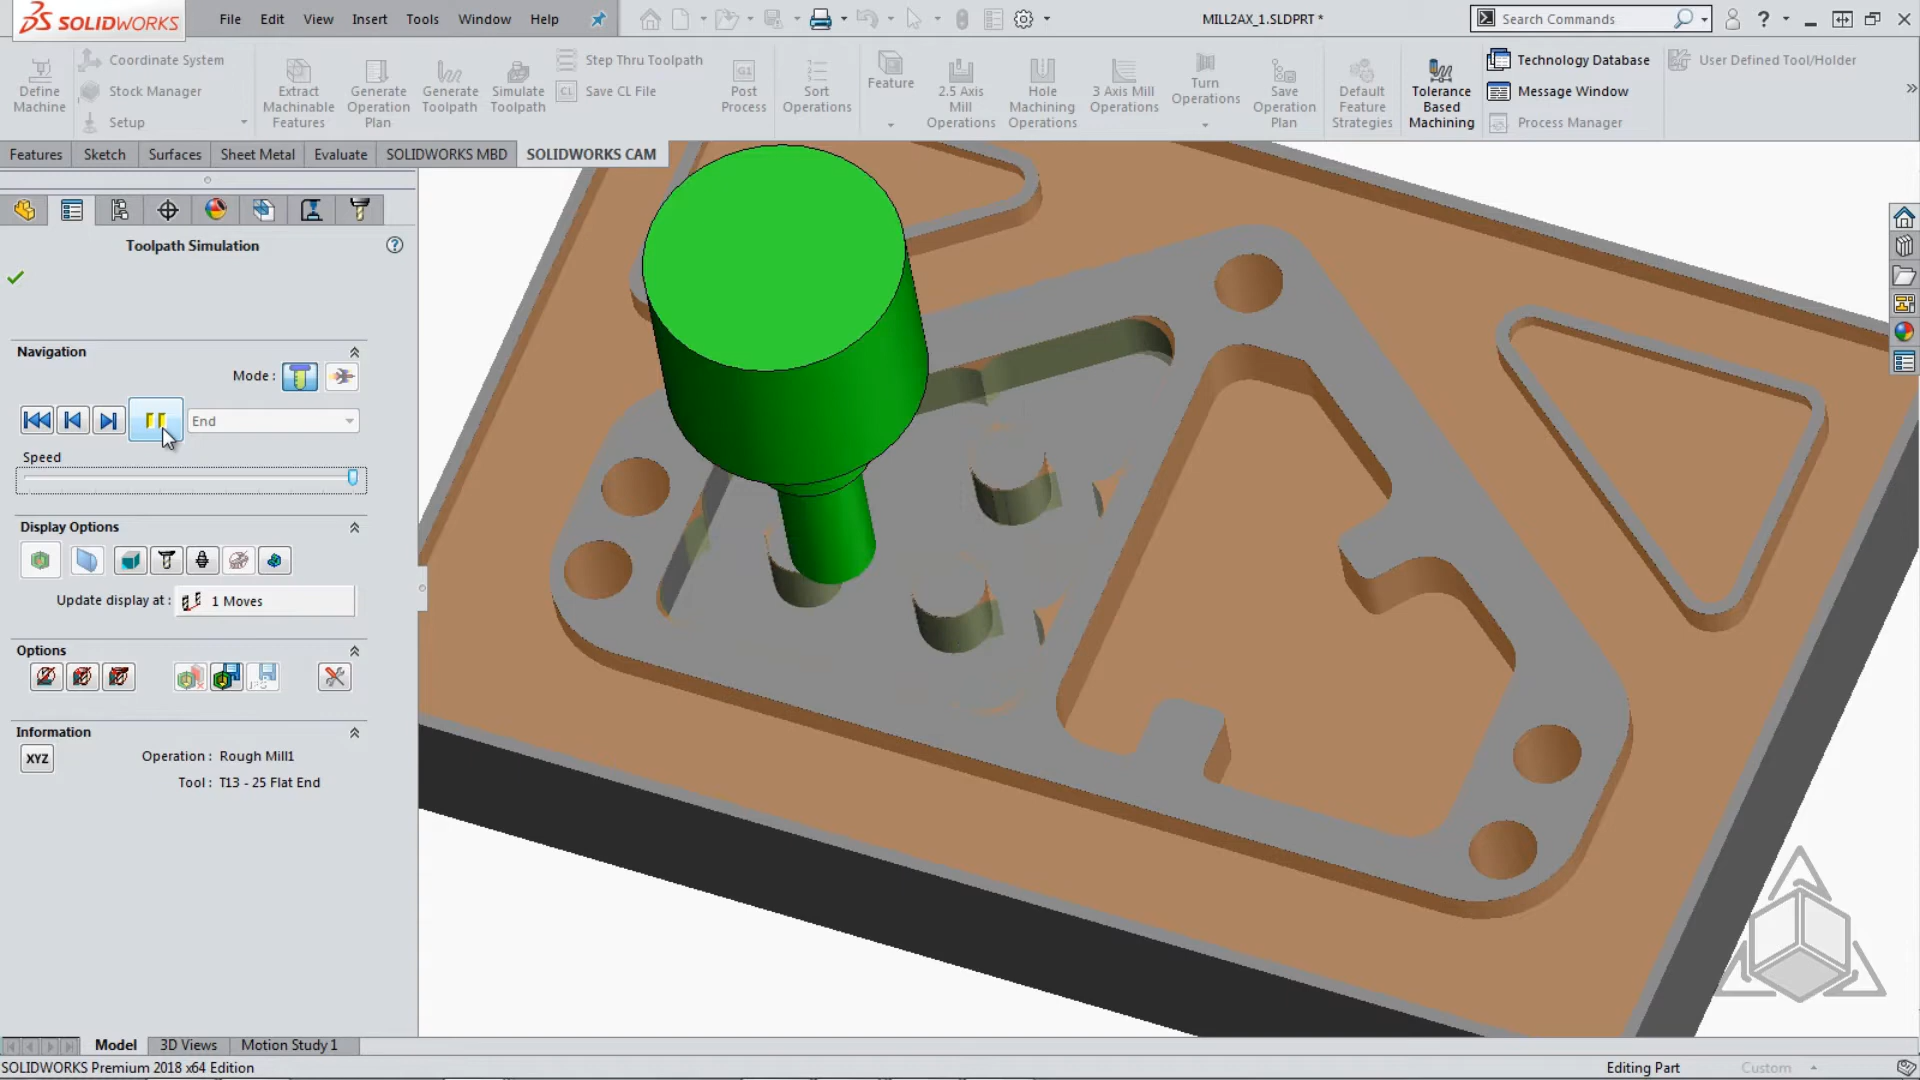 SOLIDWORKS
File Edit View Insert Tools Window Help
MILL2AX_1.SLDPRT *
Search Commands
Define Machine
Coordinate System
Stock Manager
Setup
Extract Machinable Features
Generate Operation Plan
Generate Toolpath
Simulate Toolpath
Step Thru Toolpath
CL Save CL File
G1
Post Process
Sort Operations
Feature
2.5 Axis Mill Operations
Hole Machining Operations
3 Axis Mill Operations
Turn Operations
Save Operation Plan
Default Feature Strategies
Tolerance Based Machining
Technology Database
Message Window
Process Manager
User Defined Tool/Holder
Features Sketch Surfaces Sheet Metal Evaluate SOLIDWORKS MBD SOLIDWORKS CAM
Toolpath Simulation
Navigation
Mode :
End
Speed
Display Options
Update display at : 1 Moves
Options
Information
XYZ
Operation : Rough Mill1
Tool : T13 - 25 Flat End
Model 3D Views Motion Study 1
SOLIDWORKS Premium 2018 x64 Edition
Editing Part
Custom